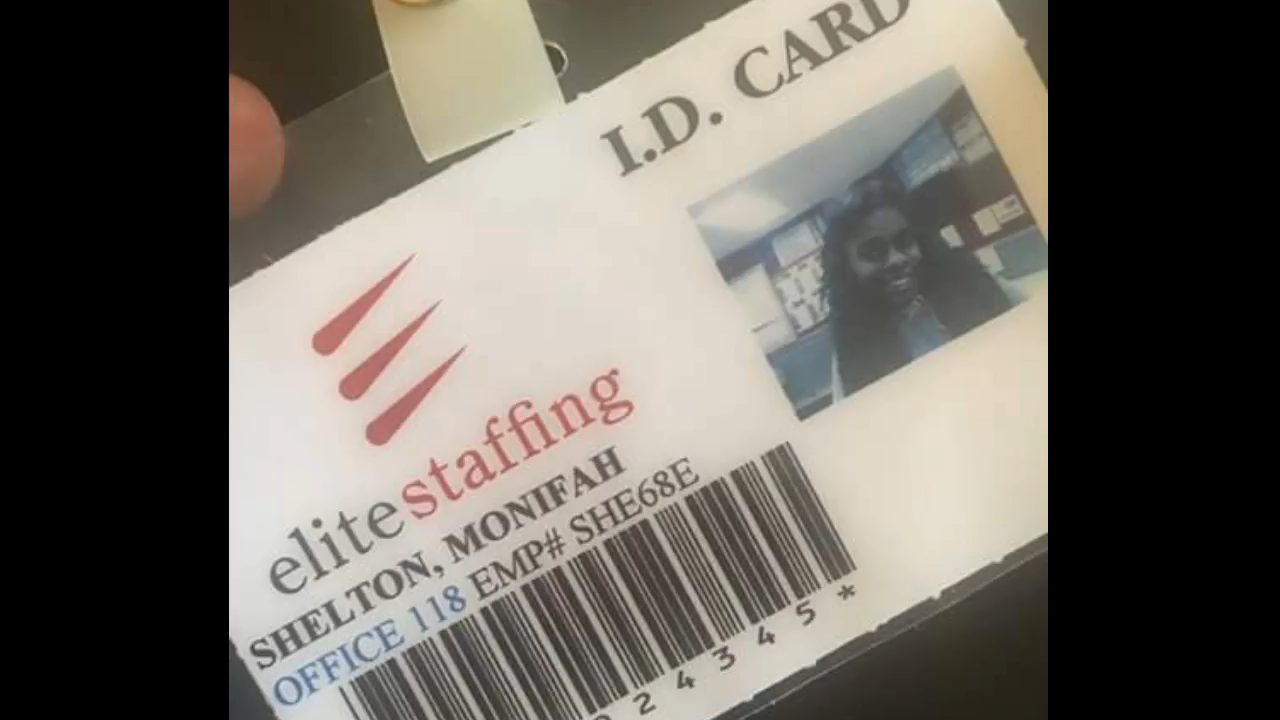 I.D. CARD
elitestaffing
SHELTON, MONIFAH
OFFICE 118 EMP# SHE68E
24345*